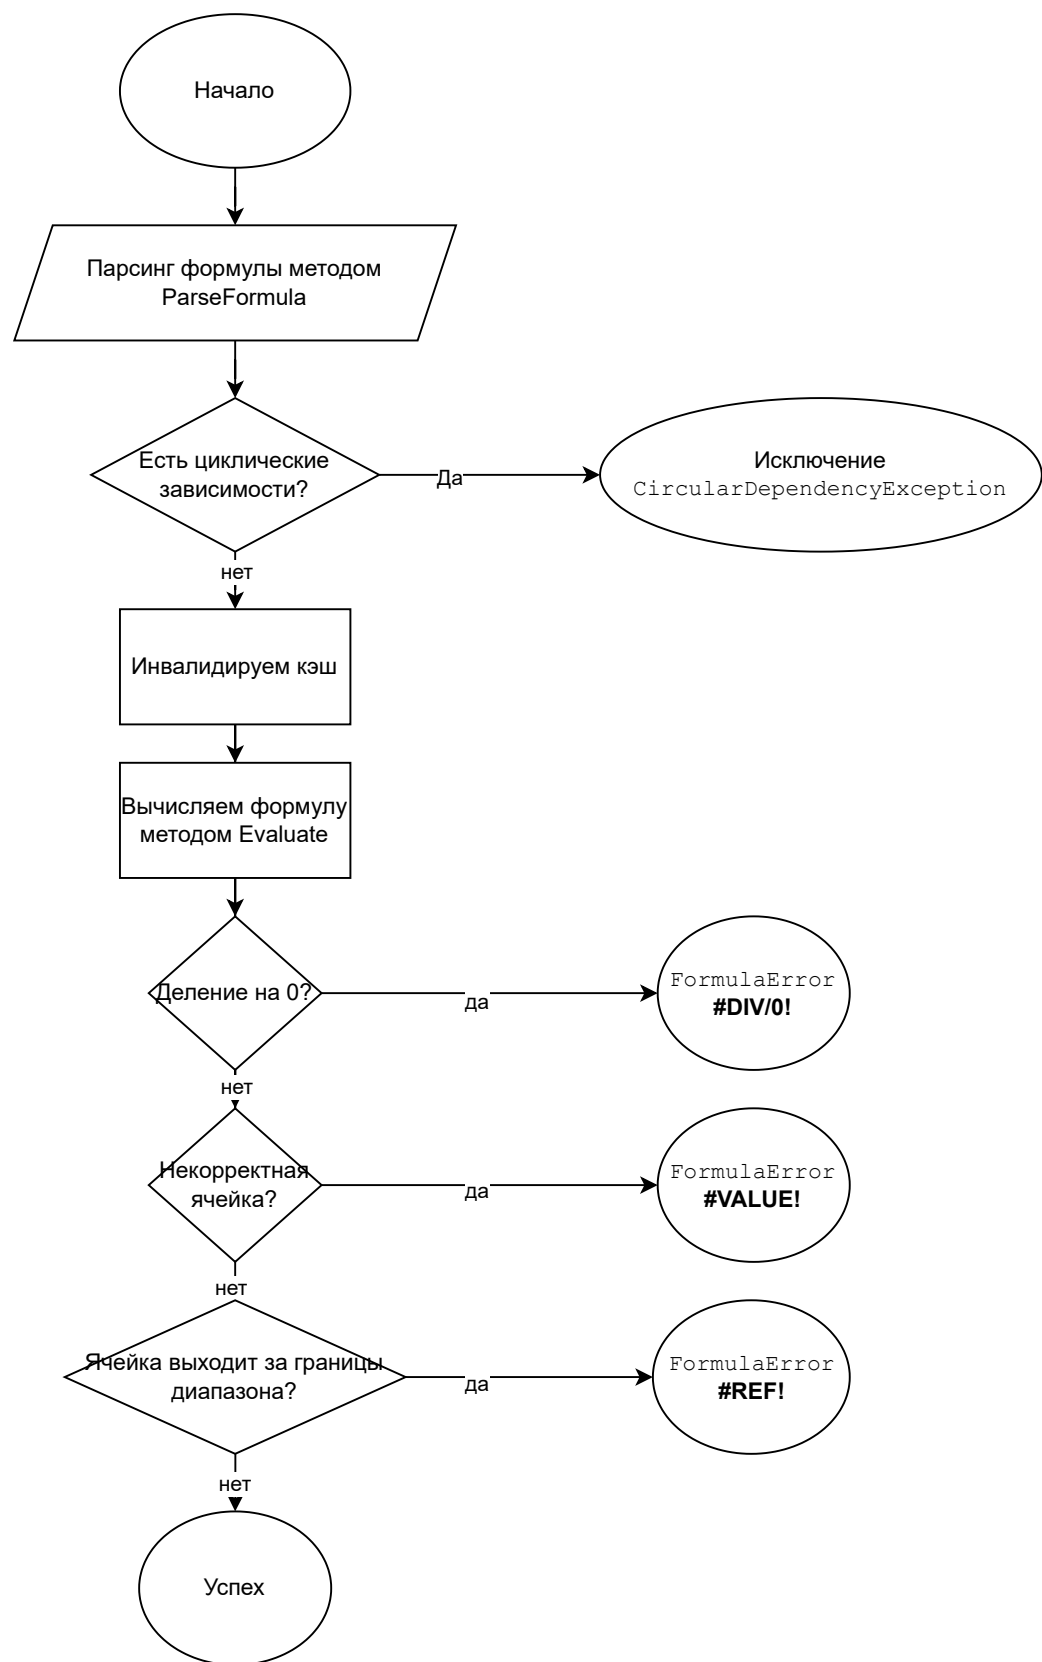 Начало
Парсинг формулы методом
ParseFormula
Есть циклические
зависимости?
Да
Исключение
CircularDependencyException
нет
Инвалидируем кэш
Вычисляем формулу
методом Evaluate
Деление на 0?
да
FormulaError
#DIV/0!
нет
Некорректная
ячейка?
да
FormulaError
#VALUE!
нет
Ячейка выходит за границы
диапазона?
да
FormulaError
#REF!
нет
Успех